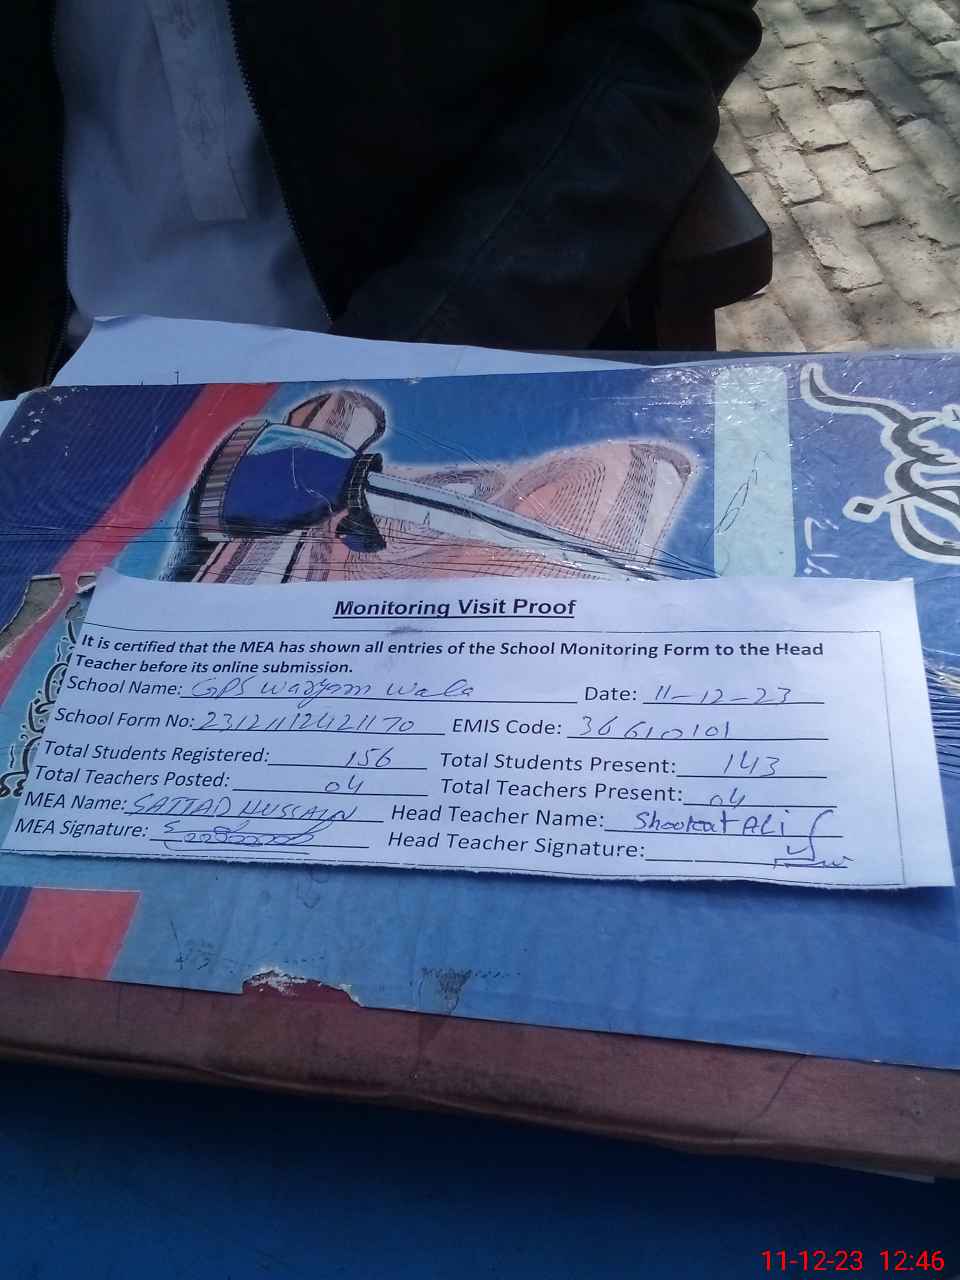 Monitoring Visit Proof
It is certified that the MEA has shown all entries of the School Monitoring Form to the Head
Teacher before its online submission.
School Name: GPS Waryam Wala Date: 11-12-23
School Form No: EMIS Code: 36610101
Total Students Registered: 156 Total Students Present: 143
Total Teachers Posted: 04 Total Teachers Present: 04
MEA Name: SAJJAD HUSSAIN Head Teacher Name: Shookat Ali
MEA Signature: Head Teacher Signature:
11-12-23 12:46